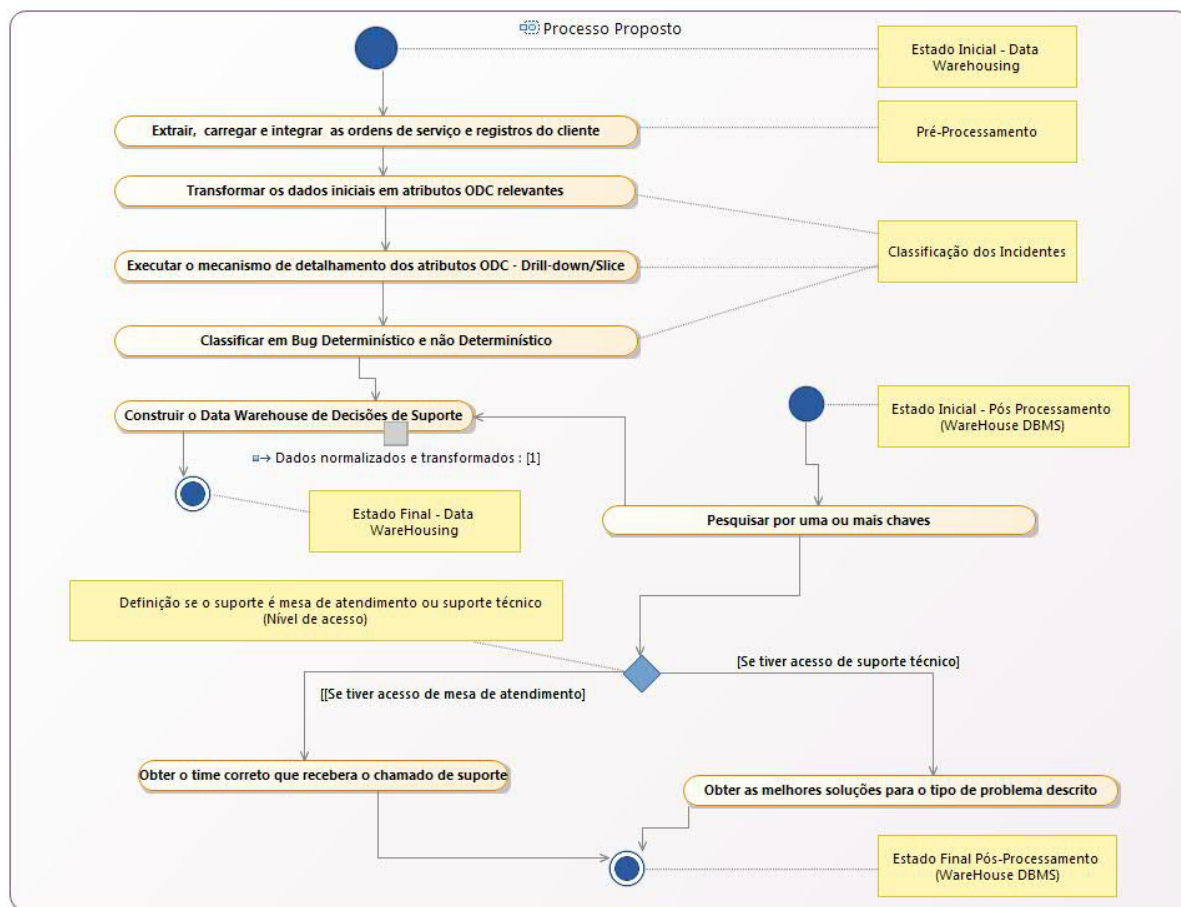 Processo Proposto
Estado Inicial - Data
Warehousing
Extrair, carregar e integrar as ordens de serviço e registros do cliente
Pré-Processamento
Transformar os dados iniciais em atributos ODC relevantes
Classificação dos Incidentes
Executar o mecanismo de detalhamento dos atributos ODC - Drill-down/Slice
Classificar em Bug Determinístico e não Determinístico
Construir o Data Warehouse de Decisões de Suporte
Estado Inicial - Pós Processamento
(WareHouse DBMS)
Dados normalizados e transformados : [1]
Estado Final - Data
WareHousing
Pesquisar por uma ou mais chaves
Definição se o suporte é mesa de atendimento ou suporte técnico
(Nível de acesso)
[Se tiver acesso de suporte técnico]
[[Se tiver acesso de mesa de atendimento]
Obter o time correto que recebera o chamado de suporte
Obter as melhores soluções para o tipo de problema descrito
Estado Final Pós-Processamento
(WareHouse DBMS)